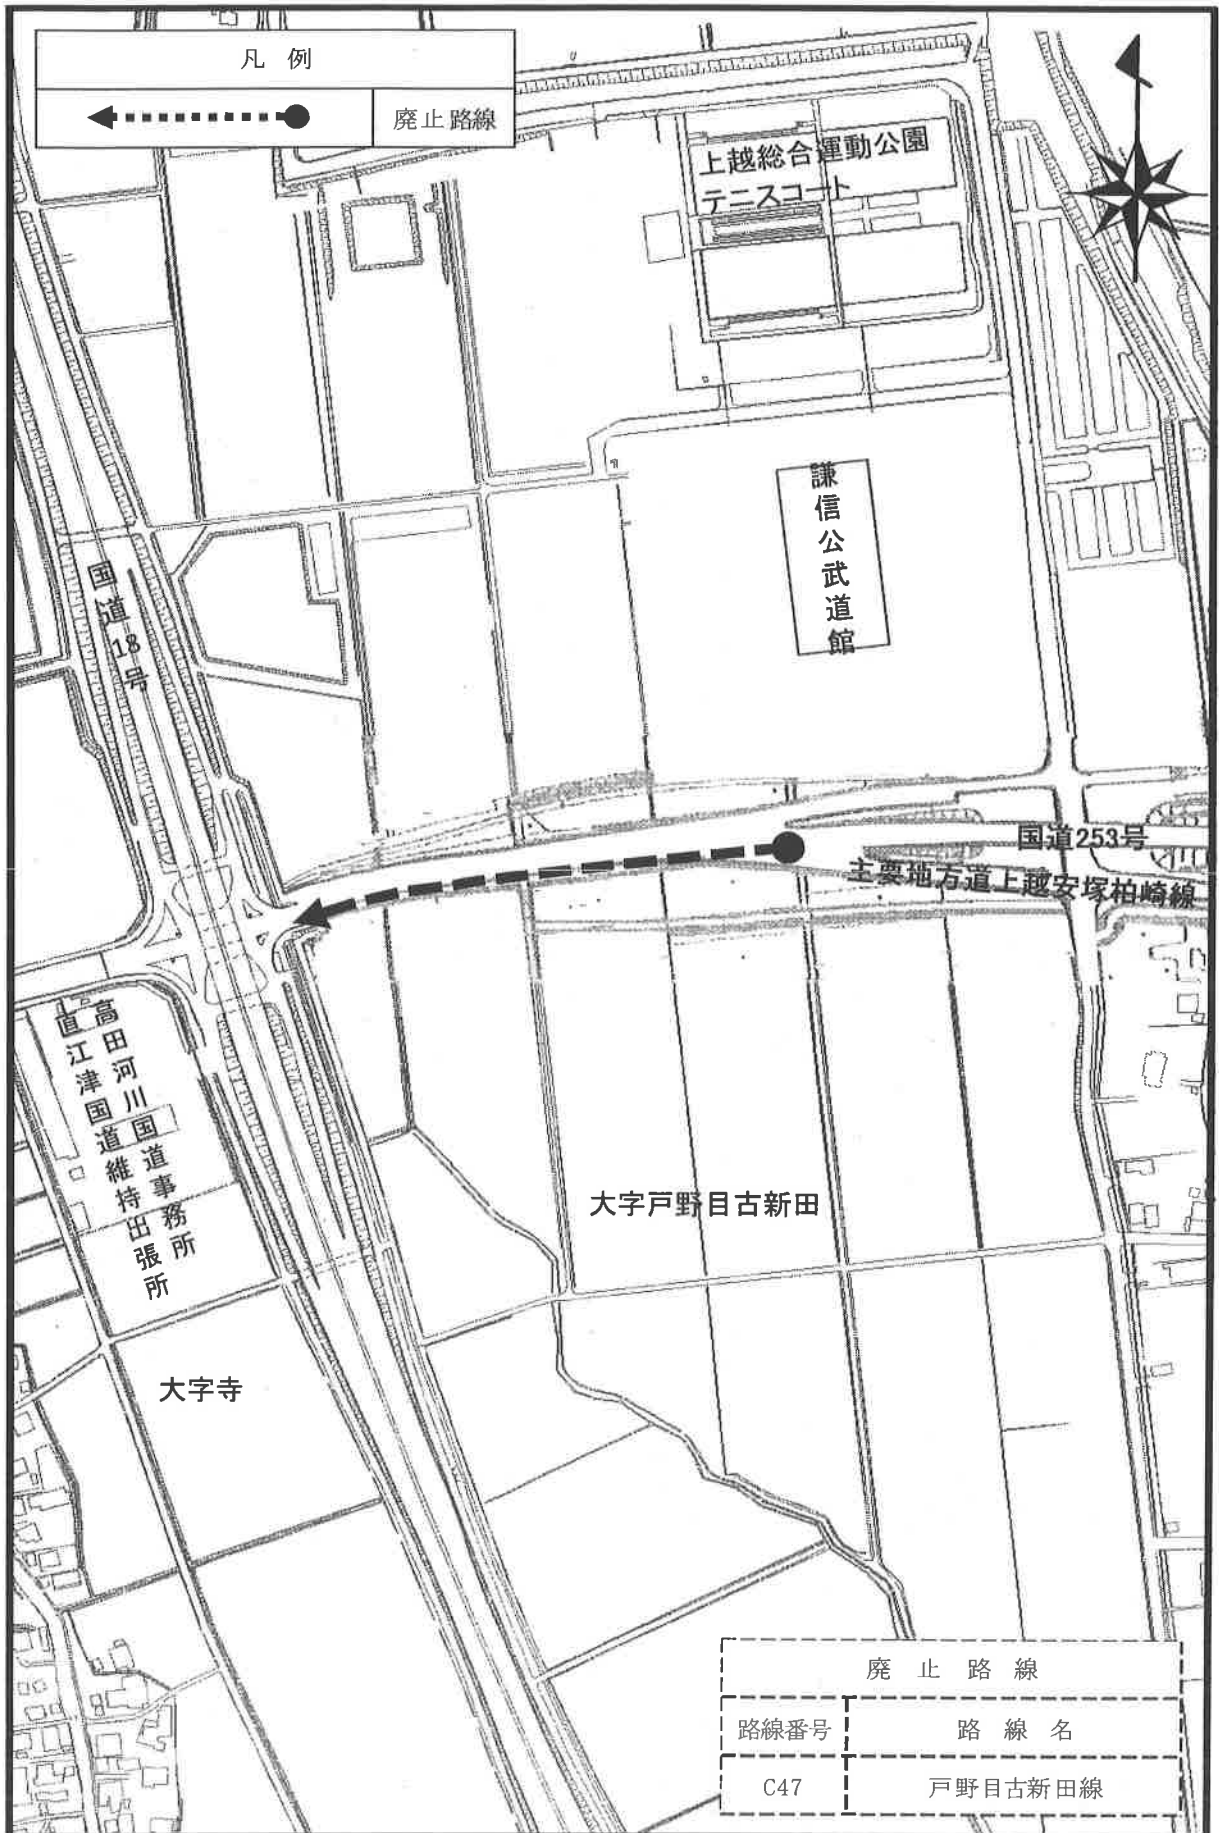 凡 例
廃止路線
上越総合運動公園
テニスコート
謙信公武道館
国道18号
国道253号
主要地方道上越安塚柏崎線
高田河川国道事務所
直江津国道維持出張所
大字戸野目古新田
大字寺
廃 止 路 線
路線番号
路 線 名
C47
戸野目古新田線